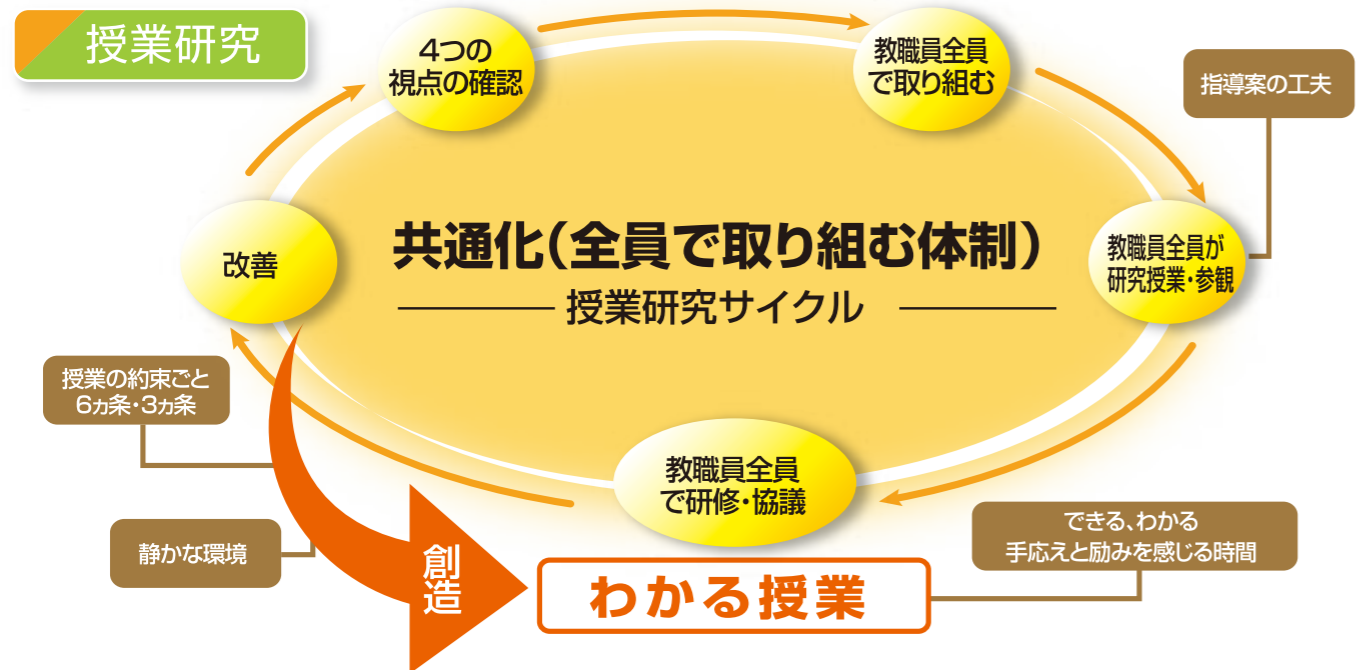 授業研究
4つの
視点の確認
教職員全員
で取り組む
指導案の工夫
教職員全員が
研究授業・参観
共通化(全員で取り組む体制)
授業研究サイクル
改善
授業の約束ごと
6ヵ条・3ヵ条
教職員全員
で研修・協議
静かな環境
創造
わかる授業
できる、わかる
手応えと励みを感じる時間